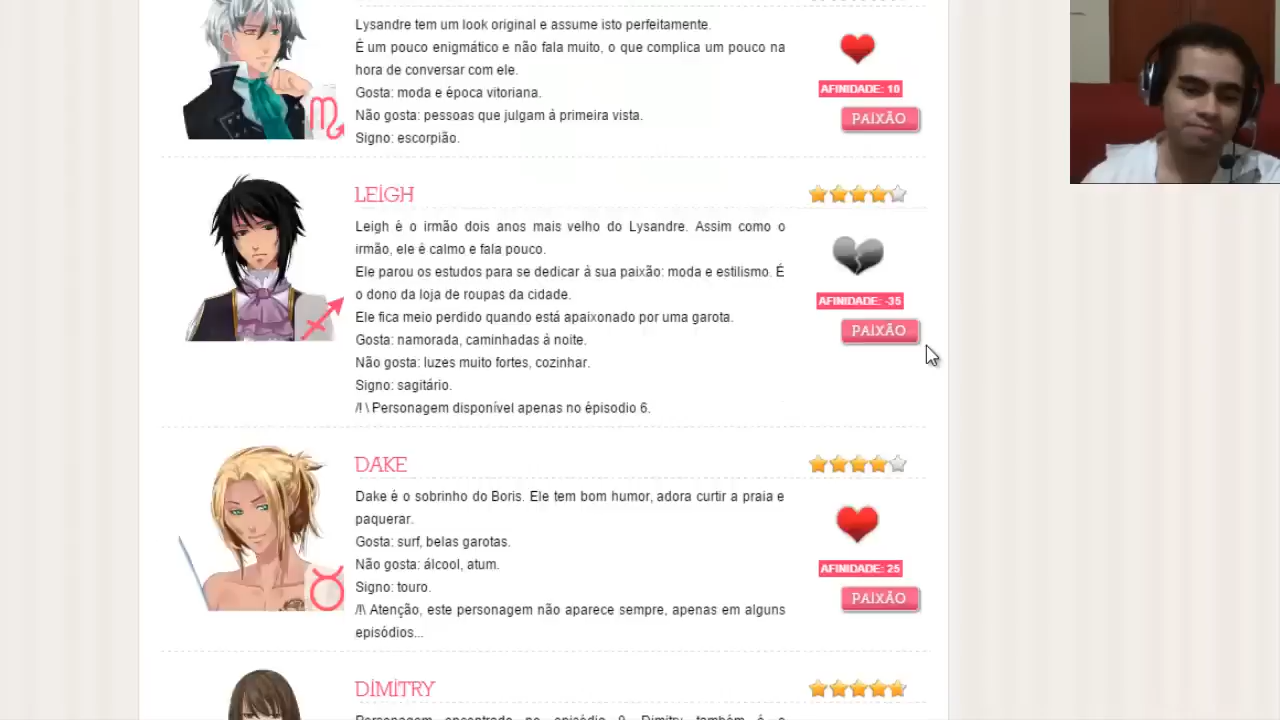 Lysandre tem um look original e assume isto perfeitamente.
É um pouco enigmático e não fala muito, o que complica um pouco na
hora de conversar com ele.
Gosta: moda e época vitoriana.
Não gosta: pessoas que julgam à primeira vista.
Signo: escorpião.
AFINIDADE: 10
PAIXÃO
LEIGH
Leigh é o irmão dois anos mais velho do Lysandre. Assim como o
irmão, ele é calmo e fala pouco.
Ele parou os estudos para se dedicar á sua paixão: moda e estilismo. É
o dono da loja de roupas da cidade.
Ele fica meio perdido quando está apaixonado por uma garota.
Gosta: namorada, caminhadas á noite.
Não gosta: luzes muito fortes, cozinhar.
Signo: sagitário.
/! \ Personagem disponível apenas no épisodio 6.
AFINIDADE: -35
PAIXÃO
DAKE
Dake é o sobrinho do Boris. Ele tem bom humor, adora curtir a praia e
paquerar.
Gosta: surf, belas garotas.
Não gosta: álcool, atum.
Signo: touro.
/!\ Atenção, este personagem não aparece sempre, apenas em alguns
episódios...
AFINIDADE: 25
PAIXÃO
DIMITRY